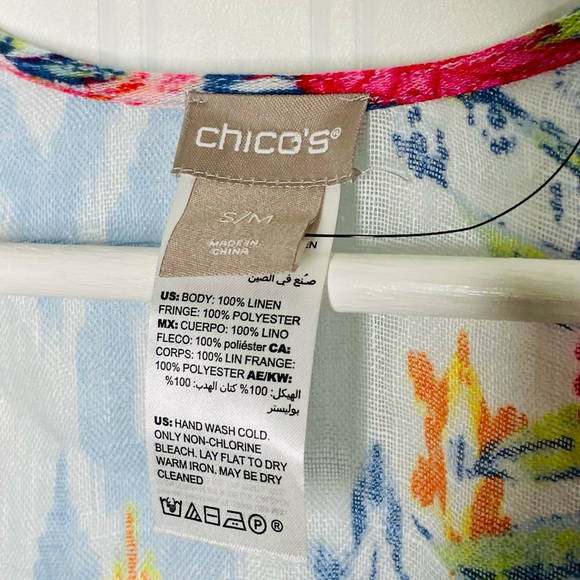 chico's®
S/M
MADE IN
CHINA
EN
صنع في الصين
US: BODY: 100% LINEN
FRINGE: 100% POLYESTER
MX: CUERPO: 100% LINO
FLECO: 100% poliéster CA:
CORPS: 100% LIN FRANGE:
100% POLYESTER AE/KW:
الهيكل: 100% كتان الهدب: 100%
بوليستر
US: HAND WASH COLD.
ONLY NON-CHLORINE
BLEACH. LAY FLAT TO DRY
WARM IRON. MAY BE DRY
CLEANED
P ®